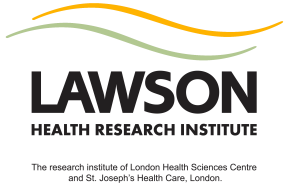 LAWSON
HEALTH RESEARCH INSTITUTE
The research institute of London Health Sciences Centre
and St. Joseph's Health Care, London.